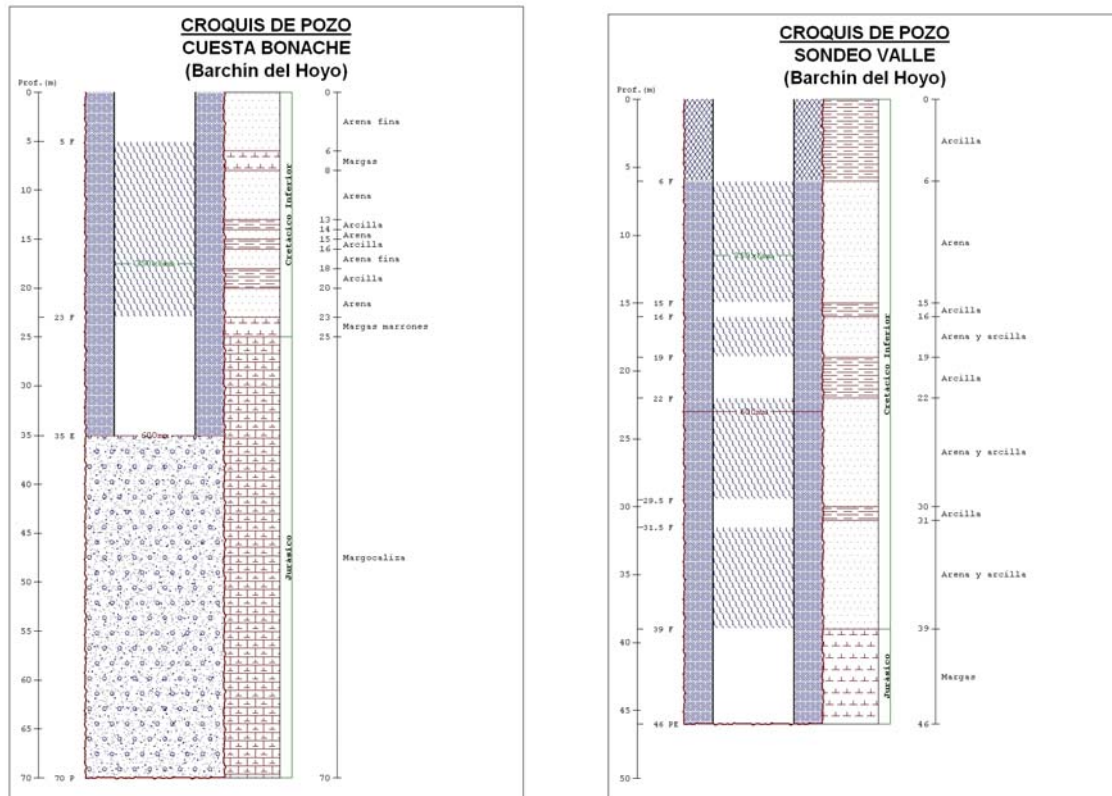 CROQUIS DE POZO
CUESTA BONACHE
(Barchin del Hoyo)
Prof.(m)
0
5
5 F
10
15
20
23 F
25
30
35
35 E
600mm
40
45
50
55
60
65
70
70 P
Cretácico Inferior
Jurásico
0
Arena fina
6
Margas
8
Arena
13
Arcilla
14
Arena
15
Arcilla
16
Arena fina
18
Arcilla
20
Arena
23
Margas marrones
25
Margocaliza
70
CROQUIS DE POZO
SONDEO VALLE
(Barchin del Hoyo)
Prof.(m)
0
5
6 F
10
15
15 F
16 F
19 F
20
22 F
600mm
25
29.5 F
30
31.5 F
35
39 F
40
45
46 PE
50
Cretácico Inferior
Jurásico
0
Arcilla
6
Arena
15
Arcilla
16
Arena y arcilla
19
Arcilla
22
Arena y arcilla
30
Arcilla
31
Arena y arcilla
39
Margas
46